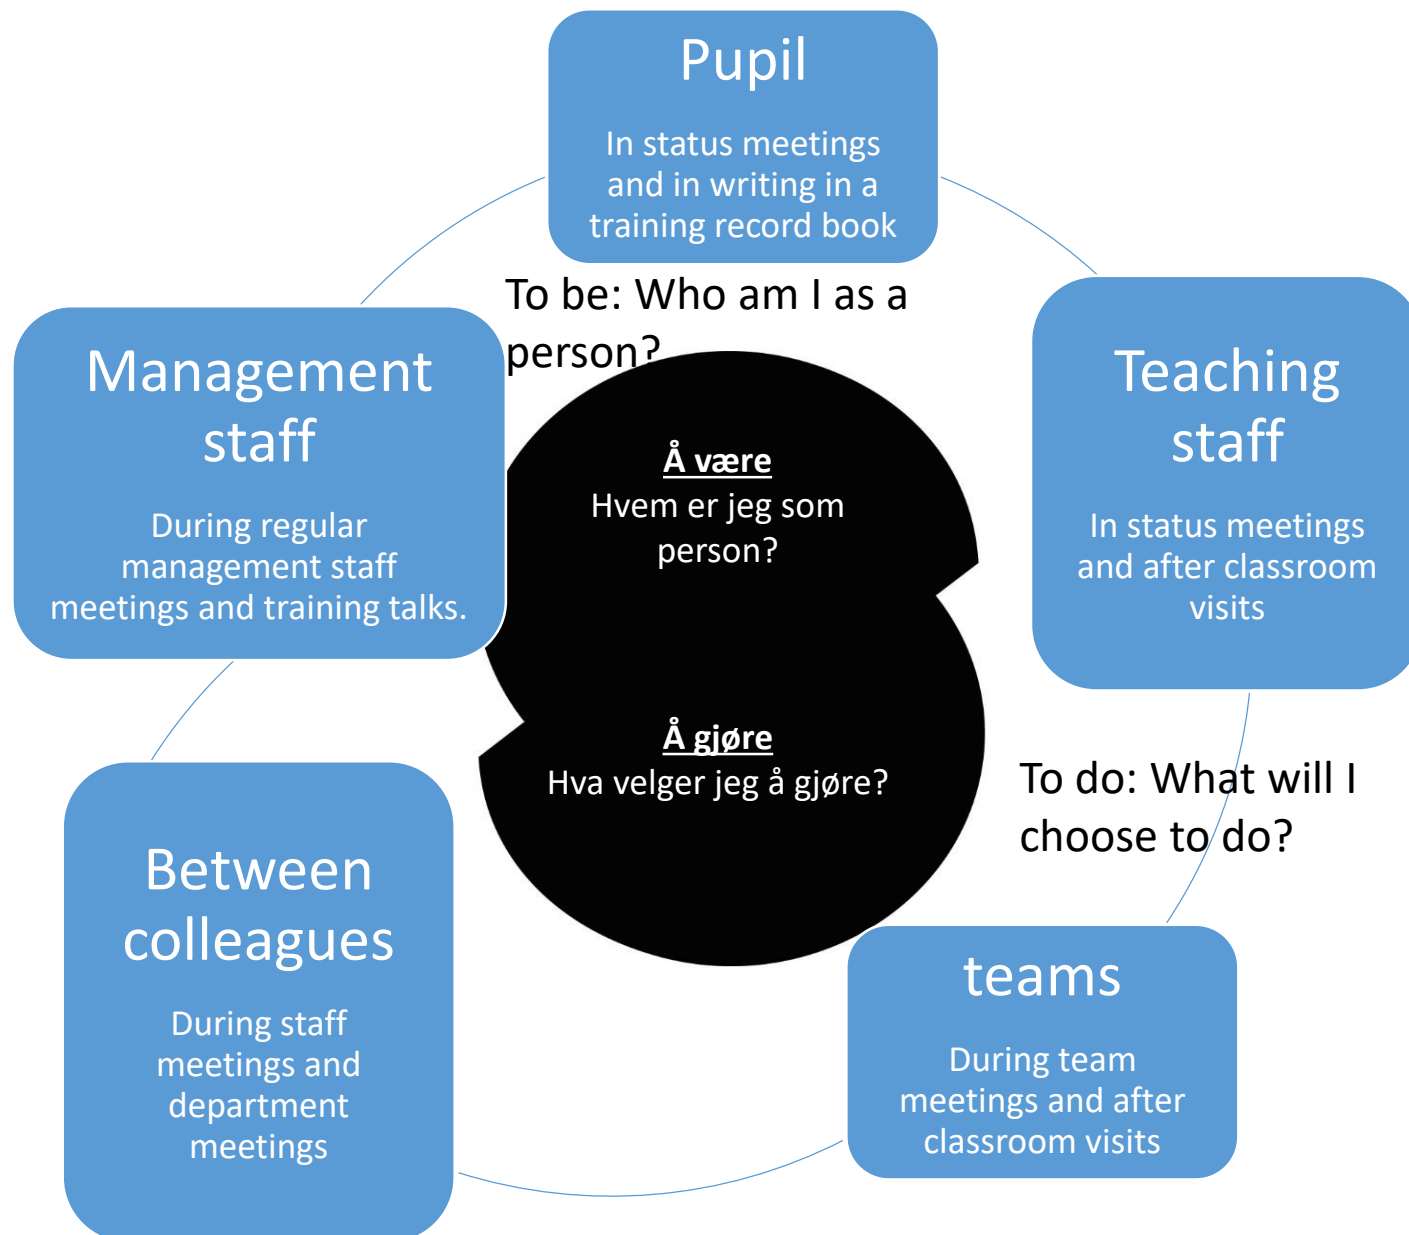 Pupil
In status meetings
and in writing in a
training record book
To be: Who am I as a
person?
Management
staff
During regular
management staff
meetings and training talks.
Teaching
staff
In status meetings
and after classroom
visits
Å være
Hvem er jeg som
person?
Å gjøre
Hva velger jeg å gjøre?
To do: What will I
choose to do?
Between
colleagues
During staff
meetings and
department
meetings
teams
During team
meetings and after
classroom visits